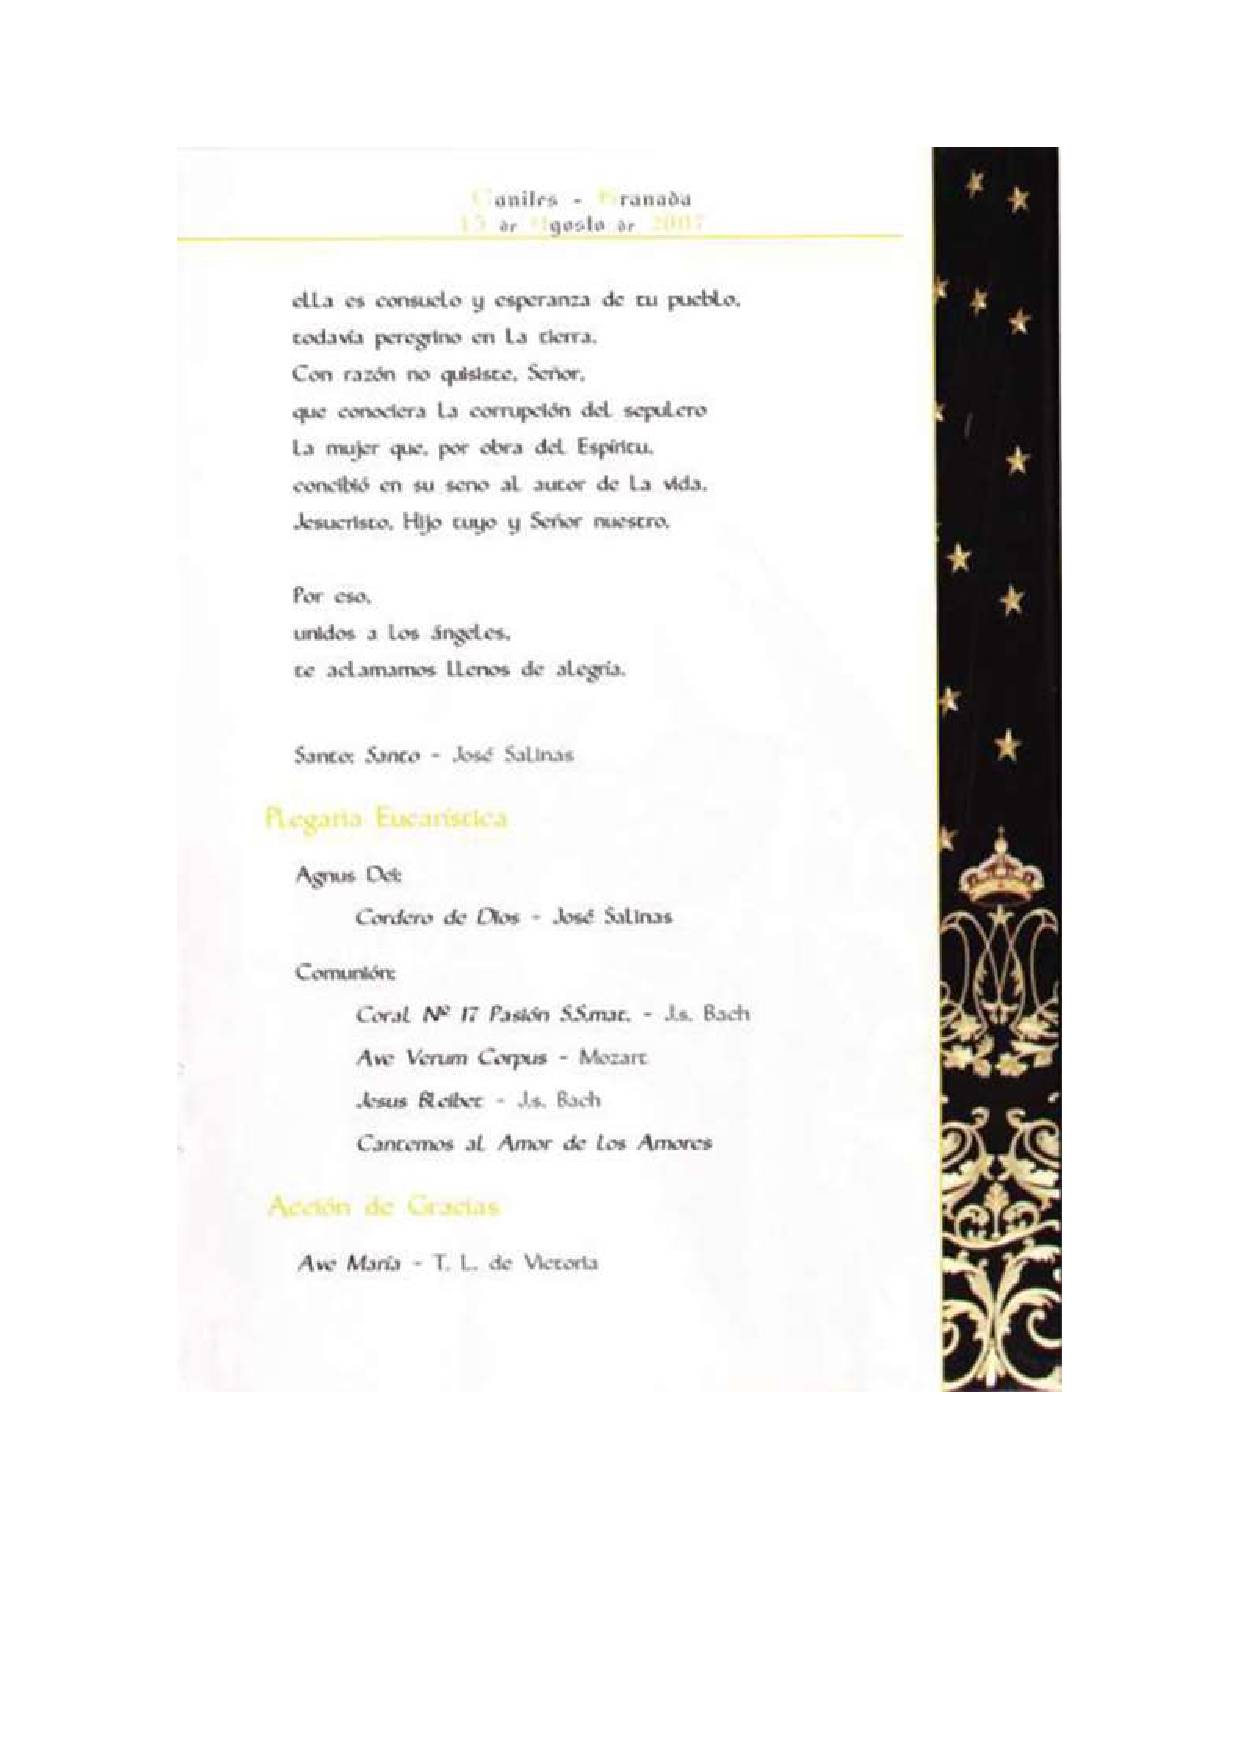 Caniles - Granada
15 de Agosto de 2007
ella es consuelo y esperanza de tu pueblo,
todavía peregrino en la tierra.
Con razón no quisiste, Señor,
que conociera la corrupción del sepulcro
la mujer que, por obra del Espíritu,
concibió en su seno al autor de la vida,
Jesucristo, Hijo tuyo y Señor nuestro.
Por eso,
unidos a los ángeles,
te aclamamos llenos de alegría.
Santo: Santo - José Salinas
Plegaria Eucarística
Agnus Dei:
Cordero de Dios - José Salinas
Comunión:
Coral Nº 17 Pasión S.S.mat. - J.s. Bach
Ave Verum Corpus - Mozart
Jesus Bleibet - J.s. Bach
Cantemos al Amor de los Amores
Acción de Gracias
Ave María - T. L. de Victoria